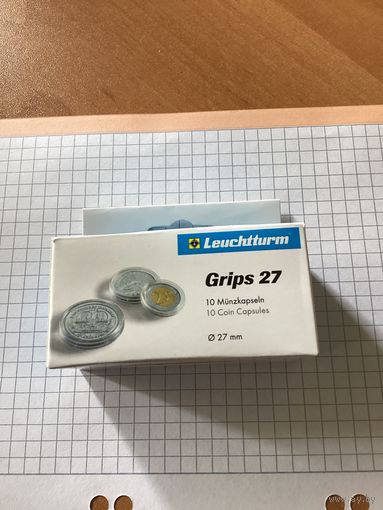 Leuchtturm
Grips 27
10 Münzkapseln
10 Coin Capsules
Ø 27 mm